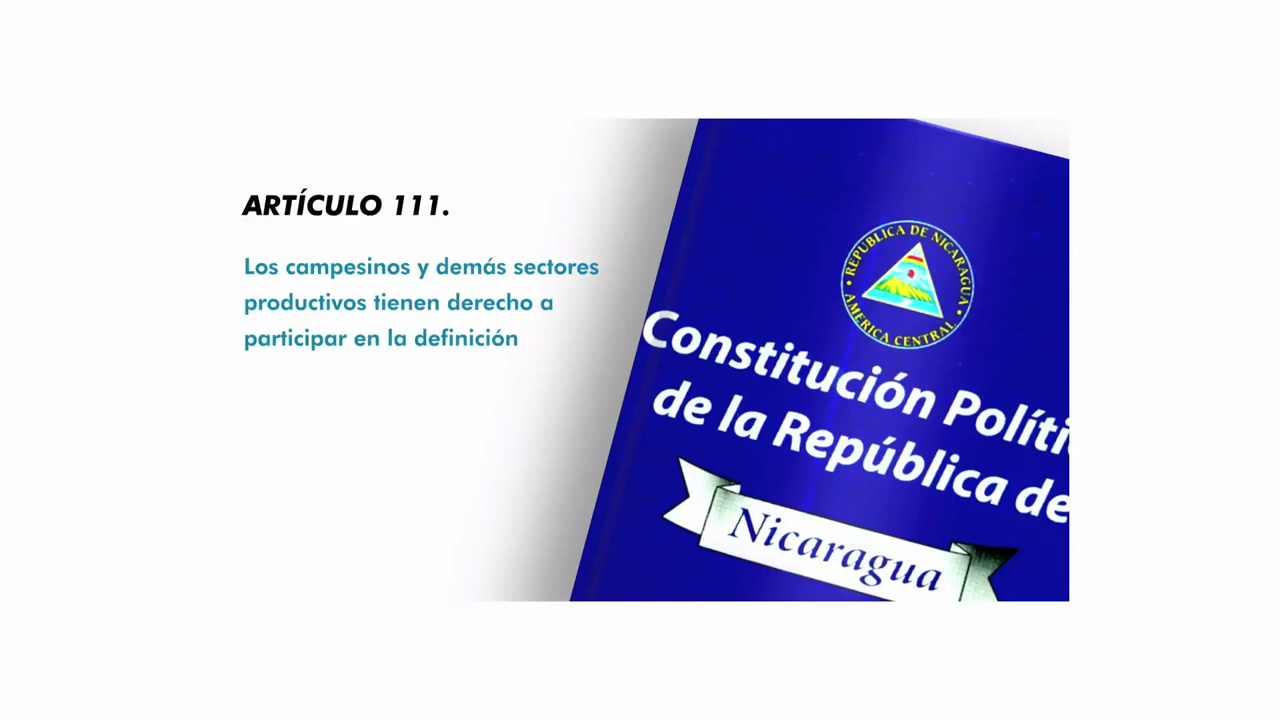 ARTÍCULO 111.
Los campesinos y demás sectores
productivos tienen derecho a
participar en la definición
REPUBLICA DE NICARAGUA
AMERICA CENTRAL
Constitución Políti
de la República de
Nicaragua